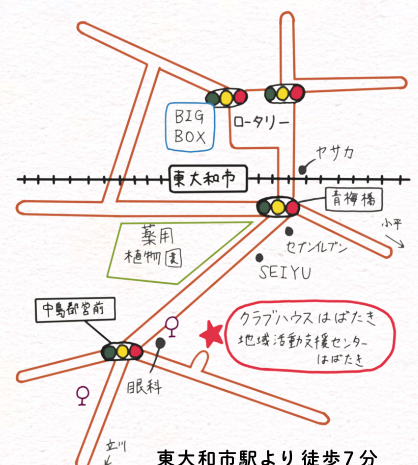 BIG
BOX
ロータリー
ヤサカ
東大和市
青梅橋
小平
薬用
植物園
セブンイレブン
SEIYU
中島都営前
クラブハウスはばたき
地域活動支援センター
はばたき
眼科
立川
東大和市駅より徒歩7分